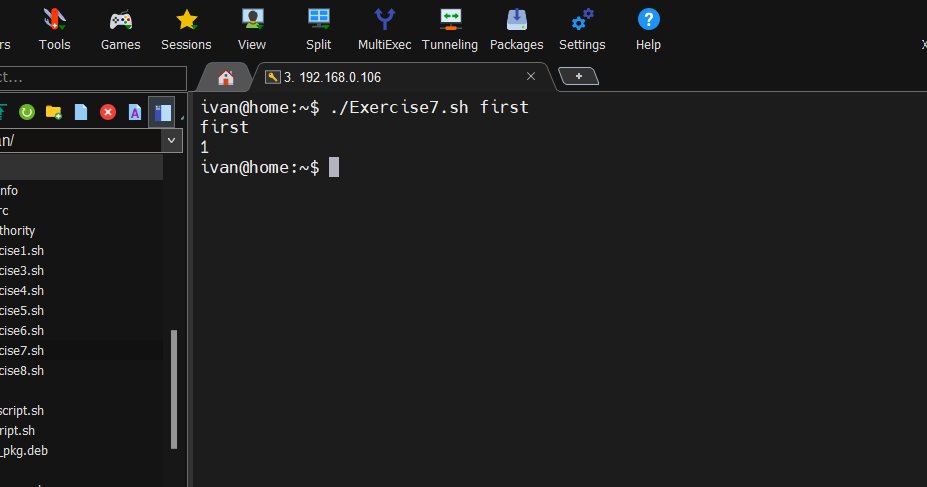 rs Tools Games Sessions View Split MultiExec Tunneling Packages Settings Help X
ct...
3. 192.168.0.106
an/
nfo
rc
thority
cise1.sh
cise3.sh
cise4.sh
cise5.sh
cise6.sh
cise7.sh
cise8.sh
script.sh
ript.sh
_pkg.deb
ivan@home:~$ ./Exercise7.sh first
first
1
ivan@home:~$